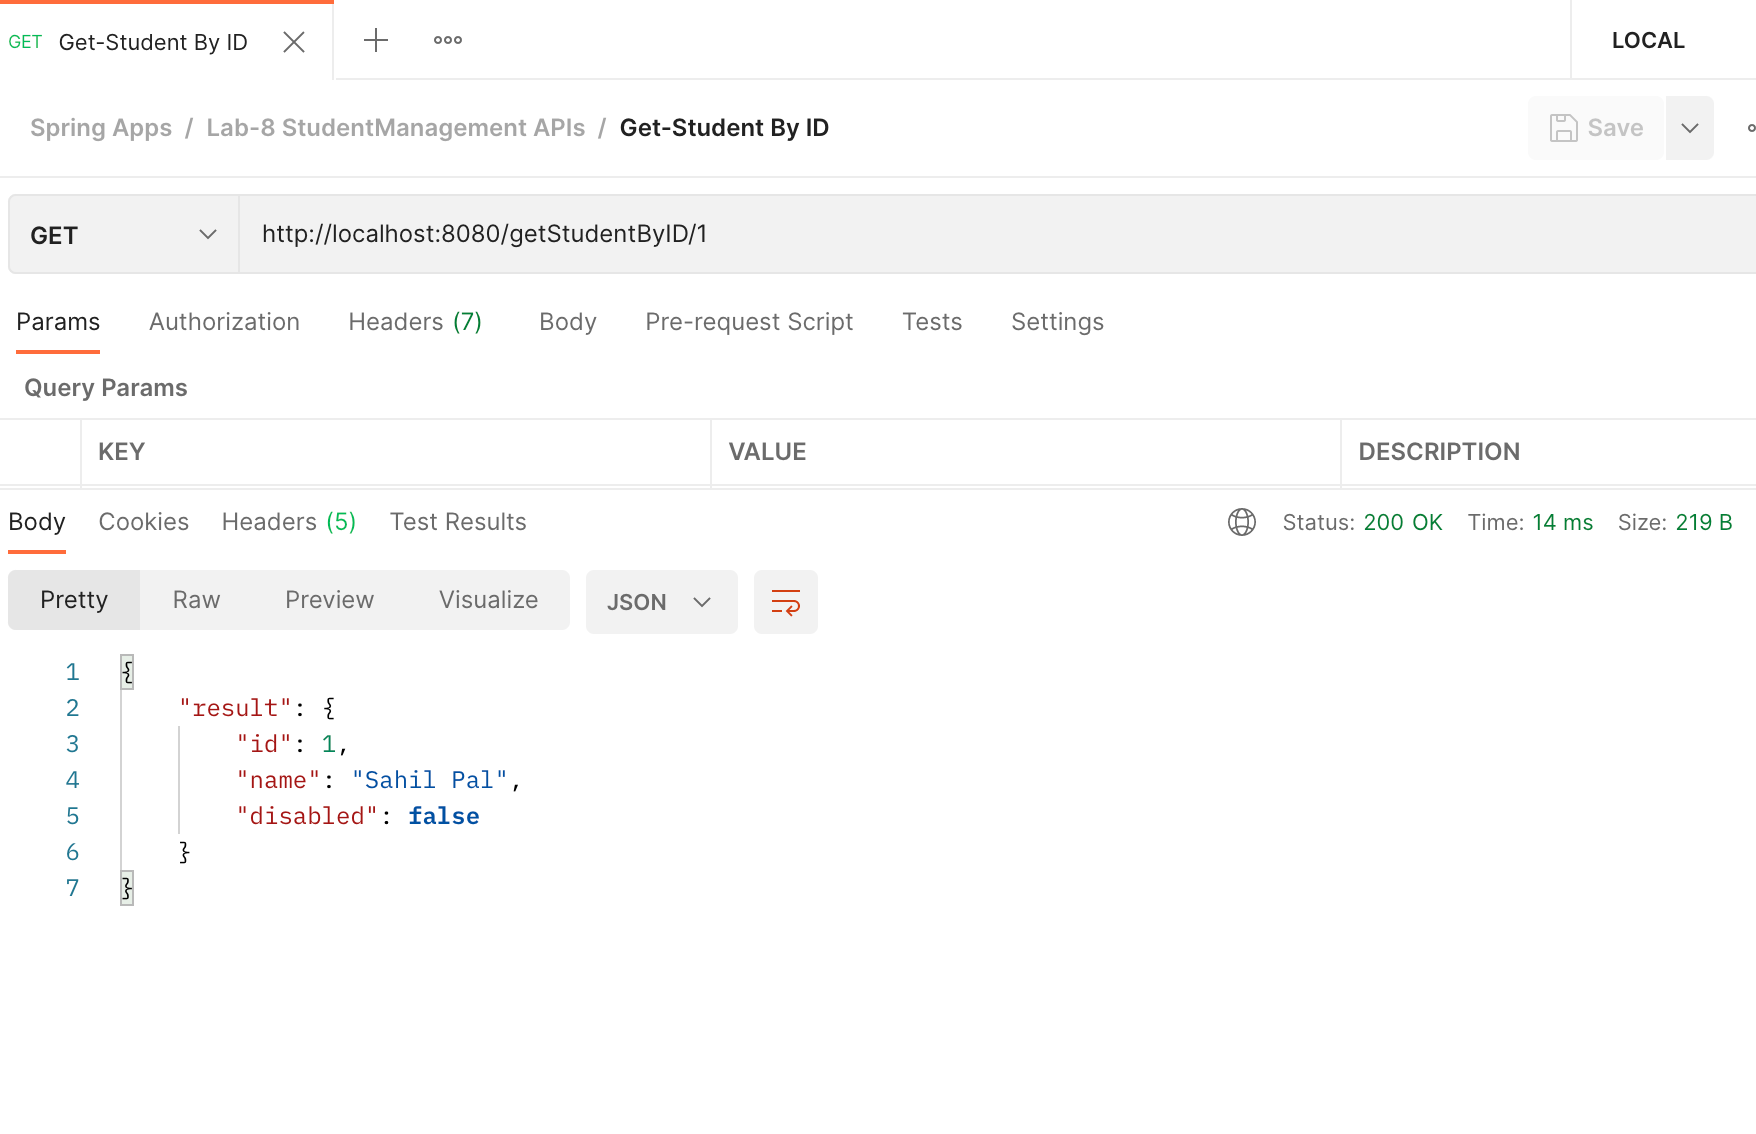 GET Get-Student By ID
LOCAL
Spring Apps / Lab-8 StudentManagement APIs / Get-Student By ID
Save
GET http://localhost:8080/getStudentByID/1
Params Authorization Headers (7) Body Pre-request Script Tests Settings
Query Params
KEY VALUE DESCRIPTION
Body Cookies Headers (5) Test Results Status: 200 OK Time: 14 ms Size: 219 B
Pretty Raw Preview Visualize JSON
1 {
2 "result": {
3 "id": 1,
4 "name": "Sahil Pal",
5 "disabled": false
6 }
7 }